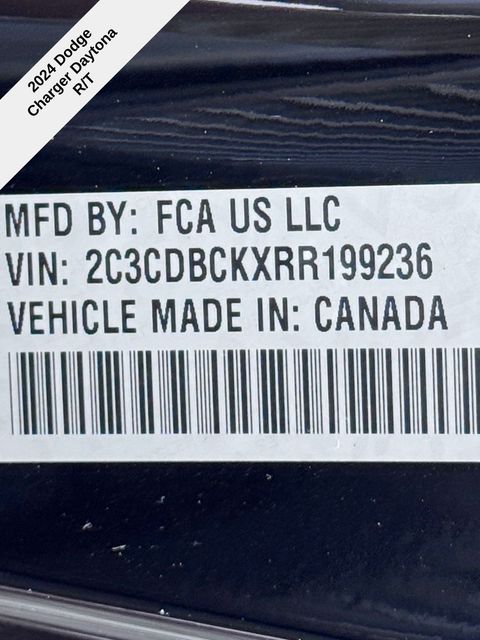 2024 Dodge
Charger Daytona
R/T
MFD BY: FCA US LLC
VIN: 2C3CDBCKXRR199236
VEHICLE MADE IN: CANADA